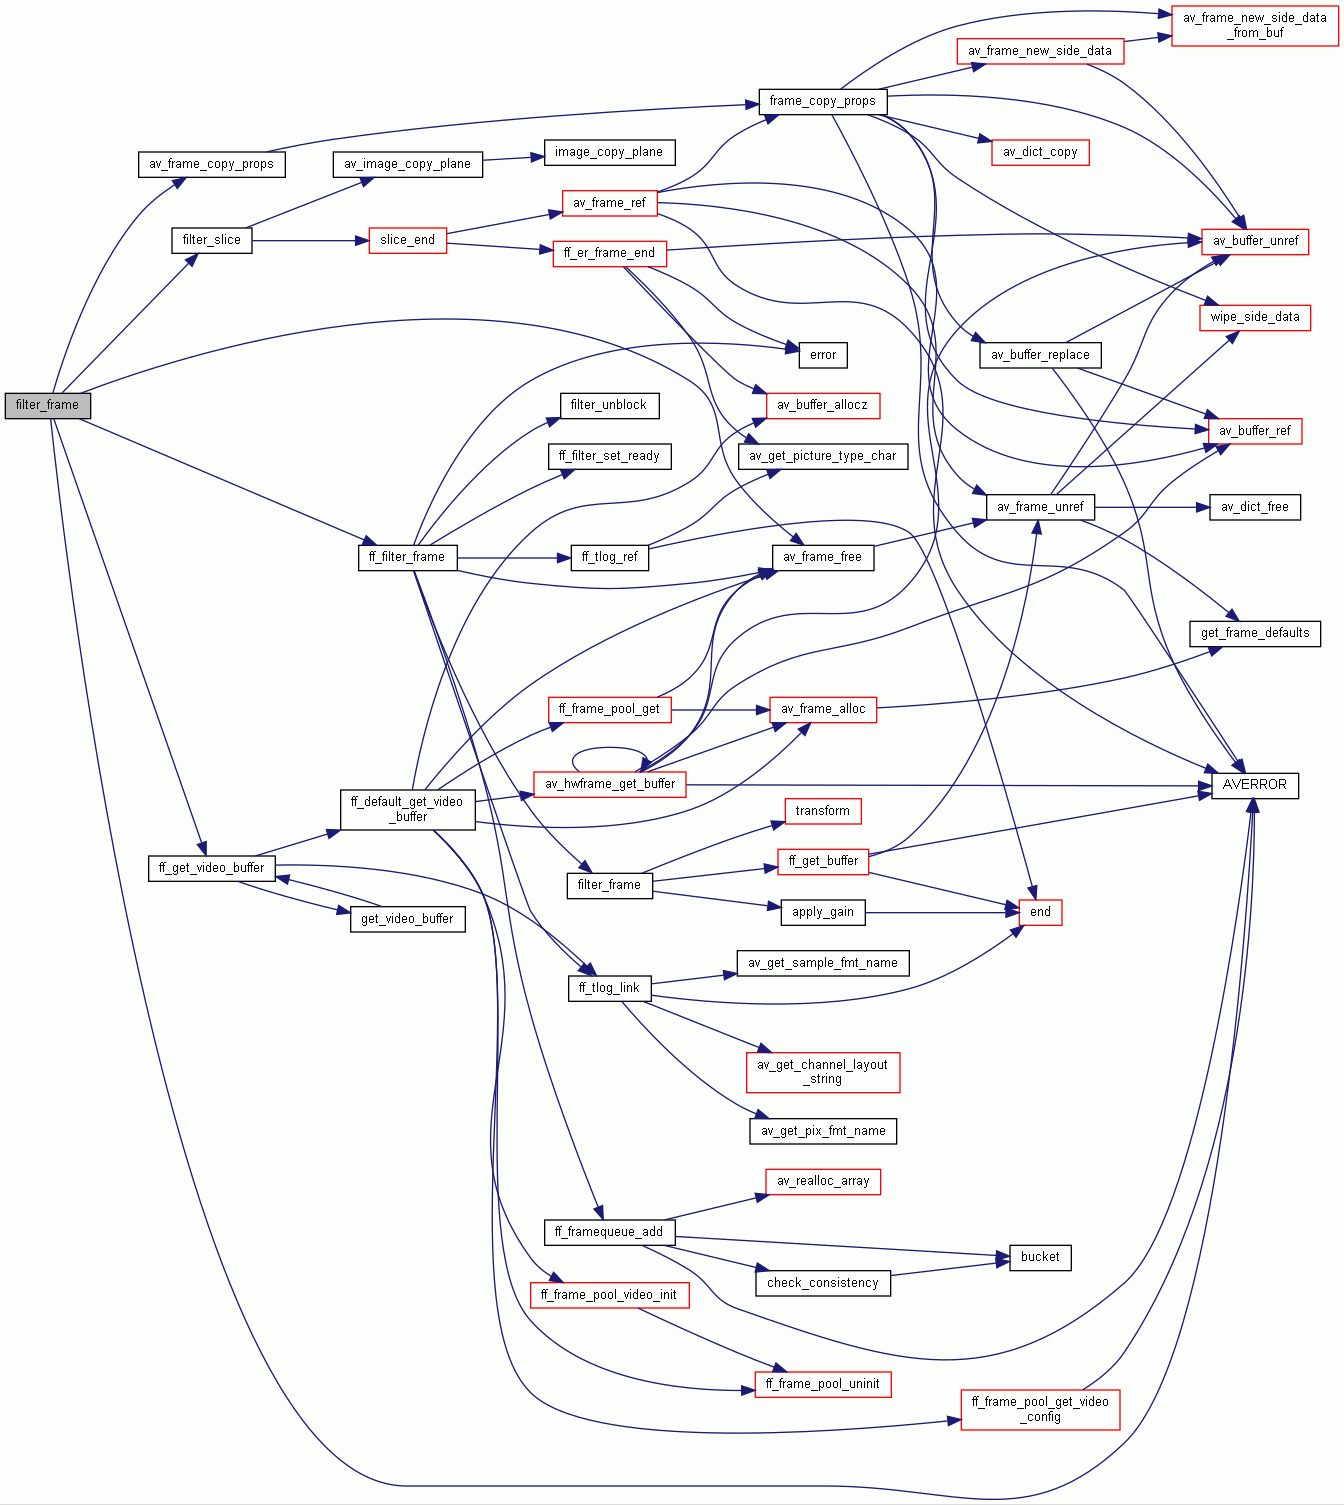 av_frame_new_side_data
_from_buf
av_frame_new_side_data
frame_copy_props
av_frame_copy_props
av_image_copy_plane
image_copy_plane
av_dict_copy
av_frame_ref
filter_slice
slice_end
ff_er_frame_end
av_buffer_unref
wipe_side_data
error
av_buffer_replace
filter_frame
filter_unblock
av_buffer_allocz
av_buffer_ref
ff_filter_set_ready
av_get_picture_type_char
av_frame_unref
av_dict_free
ff_filter_frame
ff_tlog_ref
av_frame_free
get_frame_defaults
ff_frame_pool_get
av_frame_alloc
av_hwframe_get_buffer
AVERROR
ff_default_get_video
_buffer
transform
ff_get_video_buffer
ff_get_buffer
filter_frame
get_video_buffer
apply_gain
end
av_get_sample_fmt_name
ff_tlog_link
av_get_channel_layout
_string
av_get_pix_fmt_name
av_realloc_array
ff_framequeue_add
bucket
check_consistency
ff_frame_pool_video_init
ff_frame_pool_uninit
ff_frame_pool_get_video
_config